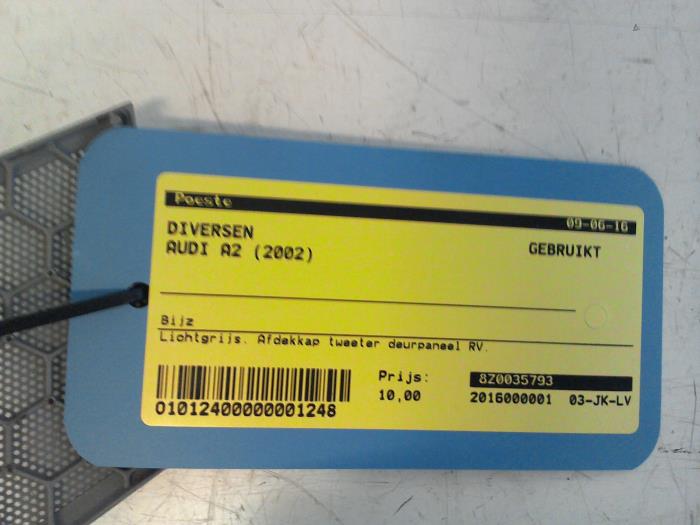 Poeste
09-06-16
DIVERSEN
AUDI A2 (2002) GEBRUIKT
Bijz
Lichtgrijs. Afdekkap tweeter deurpaneel RV.
Prijs: 8Z0035793
10,00 2016000001 03-JK-LV
01012400000001248